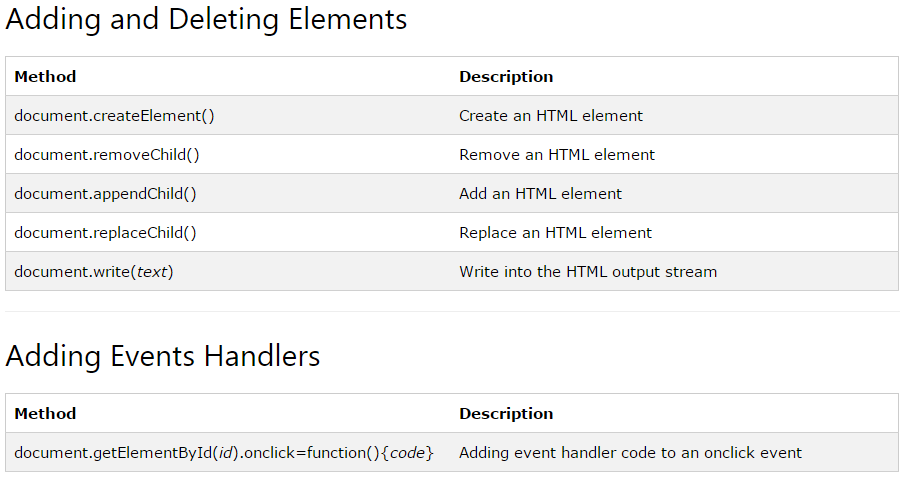 Adding and Deleting Elements
Method Description
document.createElement() Create an HTML element
document.removeChild() Remove an HTML element
document.appendChild() Add an HTML element
document.replaceChild() Replace an HTML element
document.write(text) Write into the HTML output stream
Adding Events Handlers
Method Description
document.getElementById(id).onclick=function(){code} Adding event handler code to an onclick event